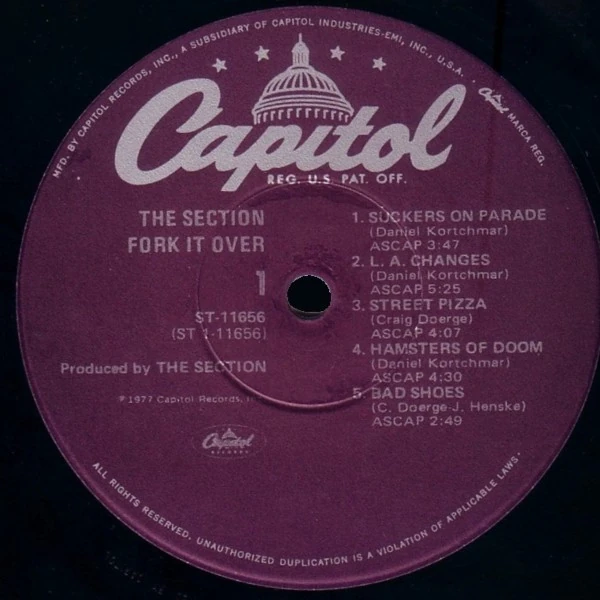 MFD. BY CAPITOL RECORDS, INC., A SUBSIDIARY OF CAPITOL INDUSTRIES-EMI, INC., U.S.A.
Capitol MARCA REG.
Capitol
REG. U.S. PAT. OFF.
THE SECTION
FORK IT OVER
1
ST-11656
(ST 1-11656)
Produced by THE SECTION
℗ 1977 Capitol Records, Inc.
Capitol
RECORDS
1. SUCKERS ON PARADE
(Daniel Kortchmar)
ASCAP 3:47
2. L. A. CHANGES
(Daniel Kortchmar)
ASCAP 5:25
3. STREET PIZZA
(Craig Doerge)
ASCAP 4:07
4. HAMSTERS OF DOOM
(Daniel Kortchmar)
ASCAP 4:30
5. BAD SHOES
(C. Doerge-J. Henske)
ASCAP 2:49
ALL RIGHTS RESERVED. UNAUTHORIZED DUPLICATION IS A VIOLATION OF APPLICABLE LAWS.